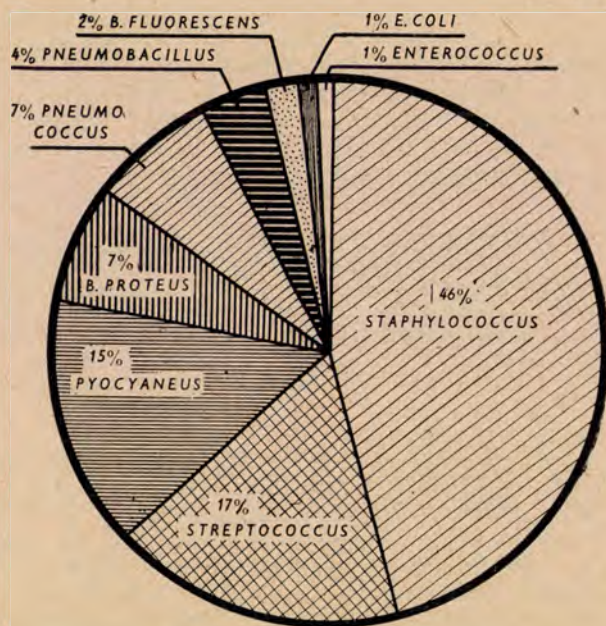 2% B. FLUORESCENS
1% E. COLI
4% PNEUMOBACILLUS
1% ENTEROCOCCUS
7% PNEUMO
COCCUS
7%
B. PROTEUS
46%
STAPHYLOCOCCUS
15%
PYOCYANEUS
17%
STREPTOCOCCUS